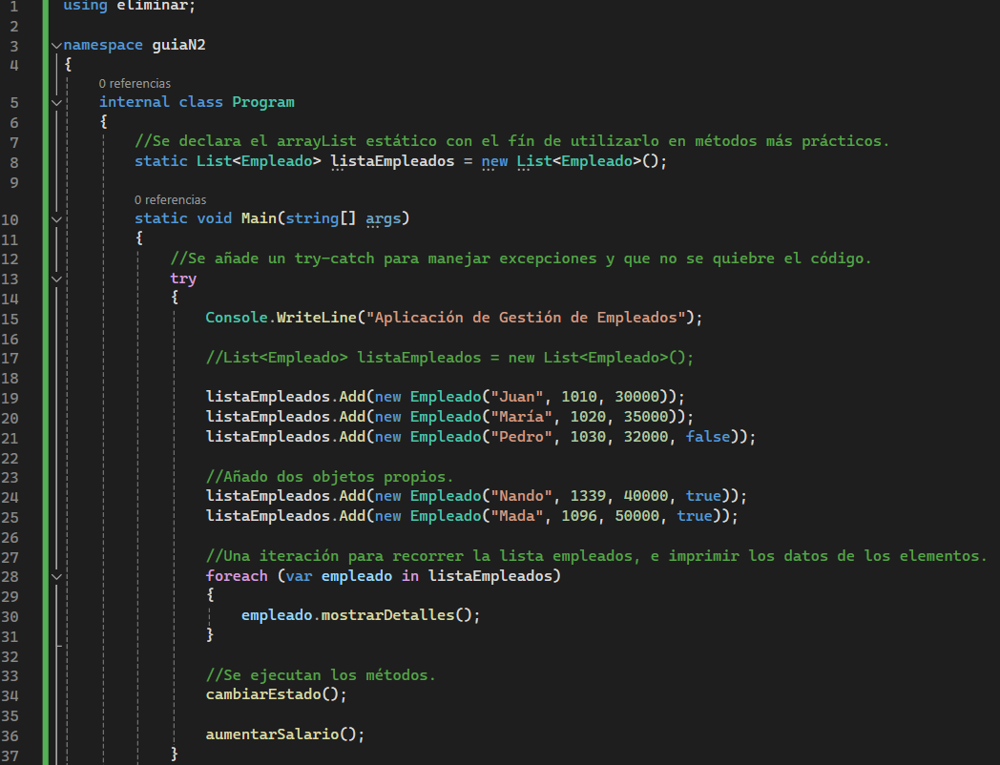 1 using eliminar;
2
3 namespace guiaN2
4 {
0 referencias
5 internal class Program
6 {
7 //Se declara el arrayList estático con el fín de utilizarlo en métodos más prácticos.
8 static List<Empleado> listaEmpleados = new List<Empleado>();
9
0 referencias
10 static void Main(string[] args)
11 {
12 //Se añade un try-catch para manejar excepciones y que no se quiebre el código.
13 try
14 {
15 Console.WriteLine("Aplicación de Gestión de Empleados");
16
17 //List<Empleado> listaEmpleados = new List<Empleado>();
18
19 listaEmpleados.Add(new Empleado("Juan", 1010, 30000));
20 listaEmpleados.Add(new Empleado("María", 1020, 35000));
21 listaEmpleados.Add(new Empleado("Pedro", 1030, 32000, false));
22
23 //Añado dos objetos propios.
24 listaEmpleados.Add(new Empleado("Nando", 1339, 40000, true));
25 listaEmpleados.Add(new Empleado("Mada", 1096, 50000, true));
26
27 //Una iteración para recorrer la lista empleados, e imprimir los datos de los elementos.
28 foreach (var empleado in listaEmpleados)
29 {
30 empleado.mostrarDetalles();
31 }
32
33 //Se ejecutan los métodos.
34 cambiarEstado();
35
36 aumentarSalario();
37 }